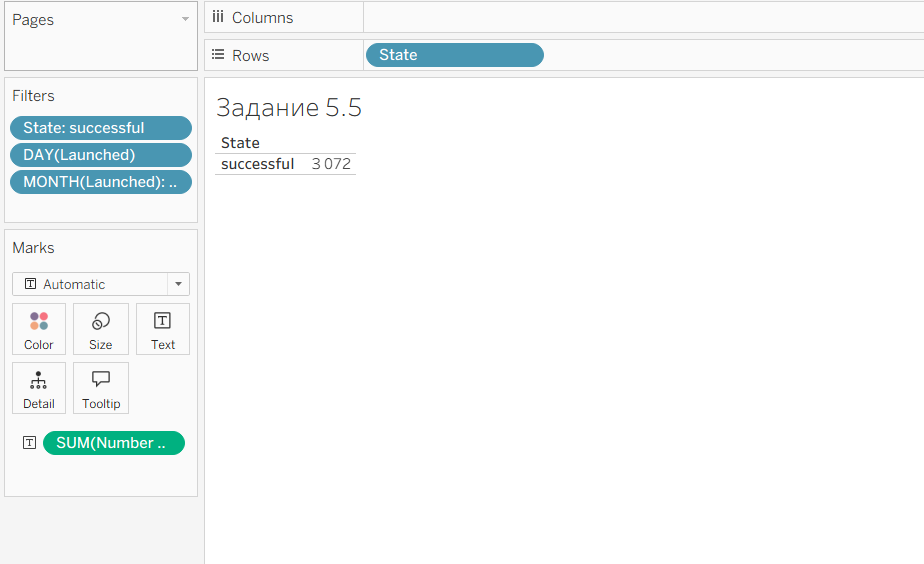 Pages
Columns
Rows
State
Filters
State: successful
DAY(Launched)
MONTH(Launched): ..
Marks
Automatic
Color
Size
Text
Detail
Tooltip
SUM(Number ..
Задание 5.5
State
successful 3 072